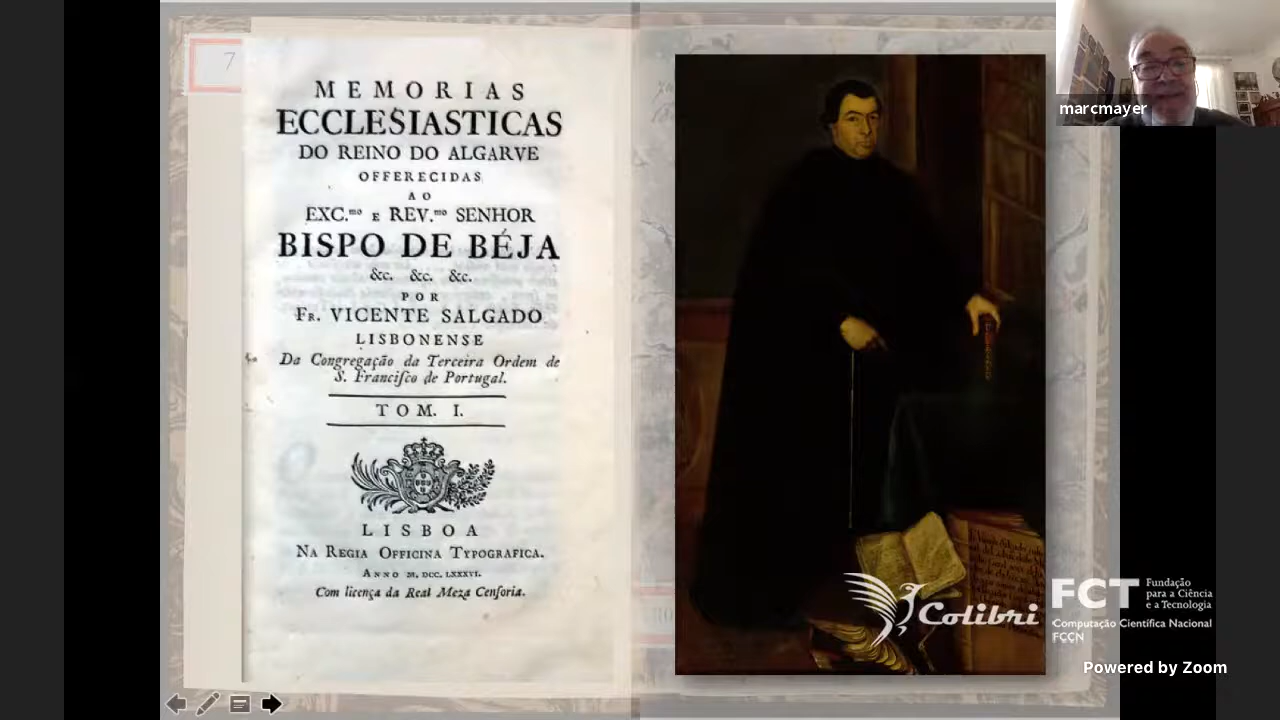 7
MEMORIAS
ECCLESIASTICAS
DO REINO DO ALGARVE
OFFERECIDAS
AO
EXC.mo E REV.mo SENHOR
BISPO DE BÉJA
&c. &c. &c.
POR
FR. VICENTE SALGADO
LISBONENSE
Da Congregação da Terceira Ordem de
S. Franciſco de Portugal.
TOM. I.
LISBOA
NA REGIA OFFICINA TYPOGRAFICA.
ANNO M. DCC. LXXXVI.
Com licença da Real Meza Cenſoria.
marcmayer
Colibri
FCT Fundação
para a Ciência
e a Tecnologia
Computação Científica Nacional
FCCN
Powered by Zoom